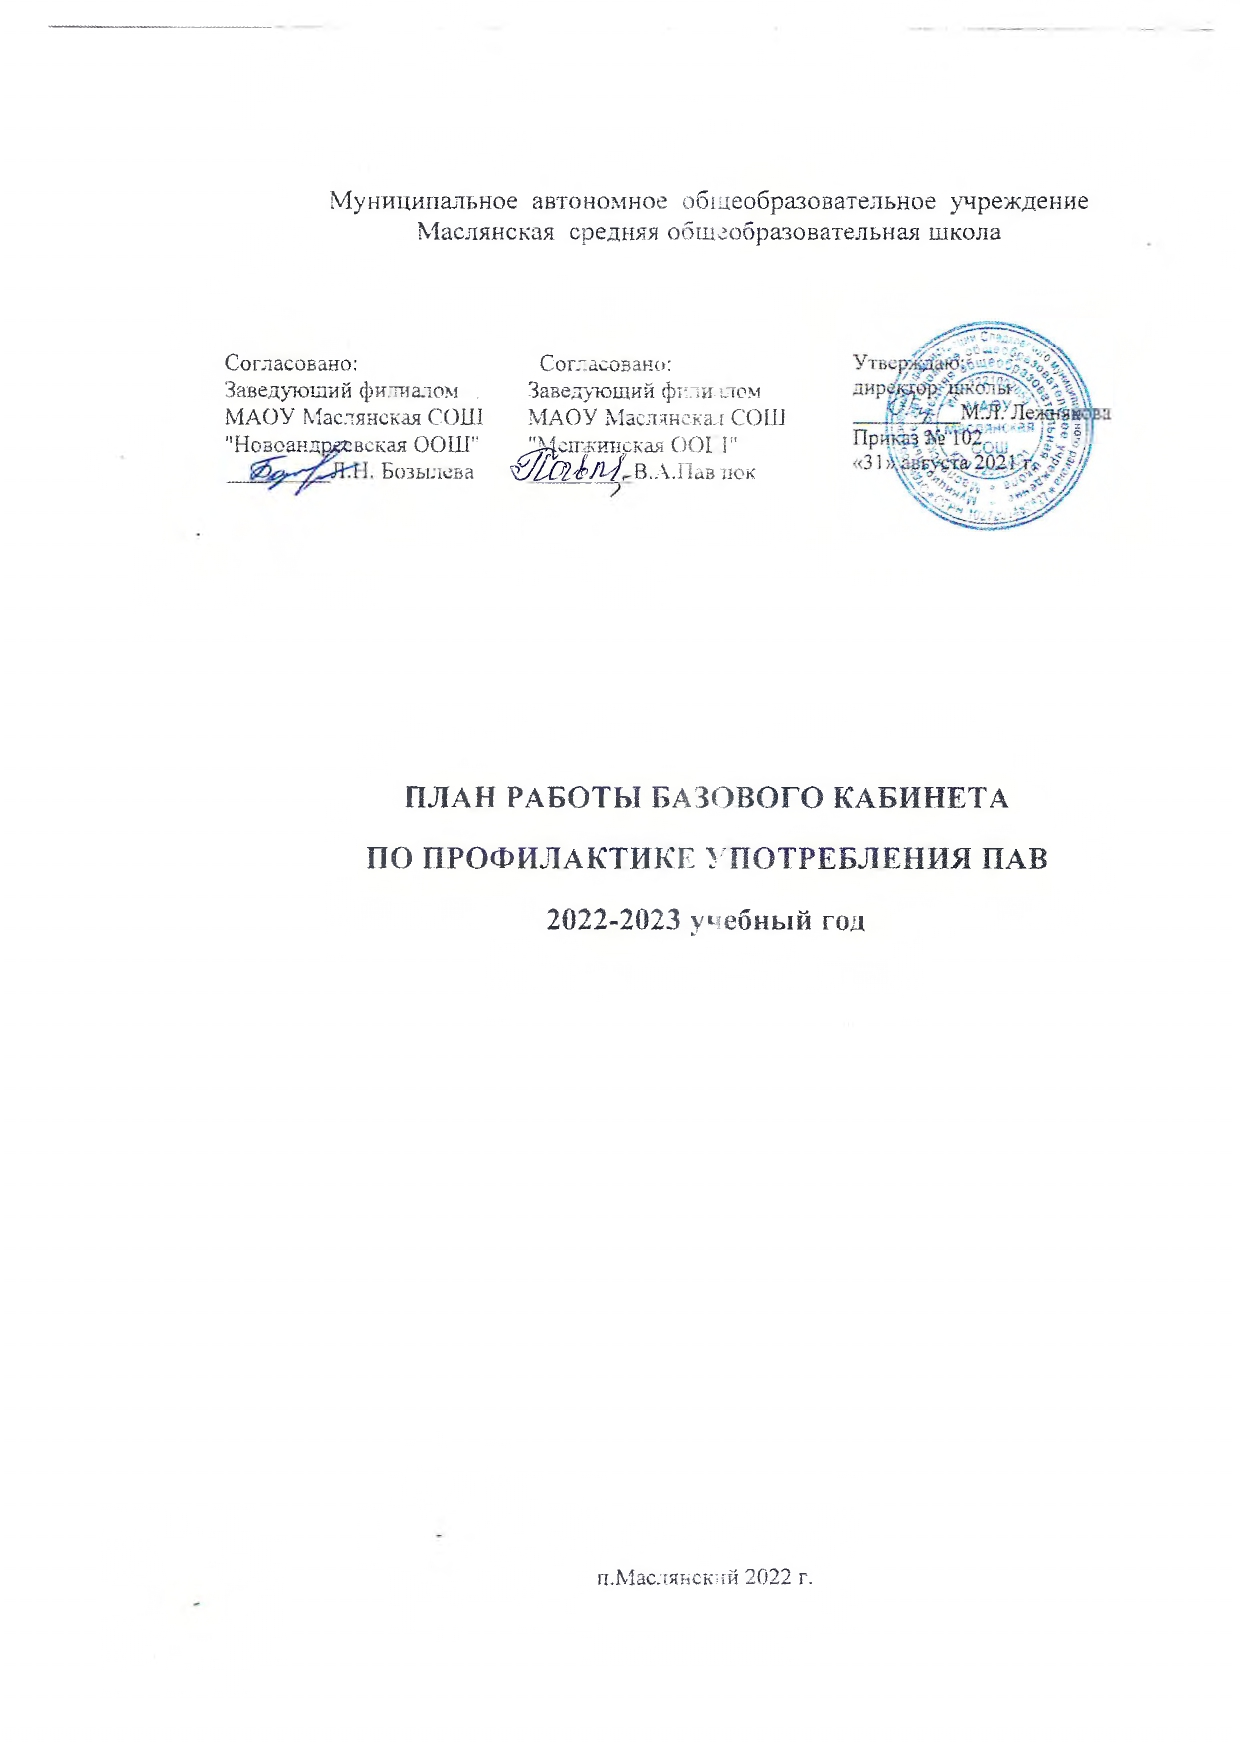 Муниципальное автономное общеобразовательное учреждение
Маслянская средняя общеобразовательная школа
Согласовано:
Заведующий филиалом
МАОУ Маслянская СОШ
"Новоандреевская ООШ"
Л.Н. Бозылева
Согласовано:
Заведующий филиалом
МАОУ Маслянская СОШ
ООШ"
В.А.
Утверждаю:
директор школы
М.Л. Лежнякова
Приказ № 102
«31» августа 2021 г.
ПЛАН РАБОТЫ БАЗОВОГО КАБИНЕТА
ПО ПРОФИЛАКТИКЕ УПОТРЕБЛЕНИЯ ПАВ
2022-2023 учебный год
п.Маслянский 2022 г.